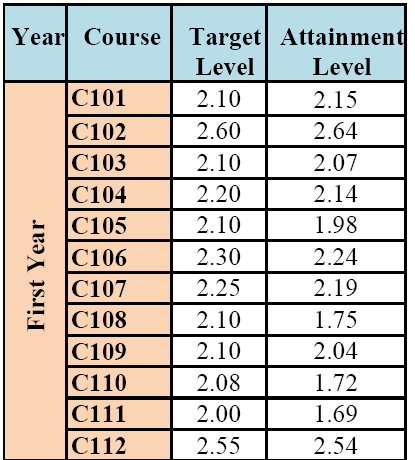 Year Course Target Level Attainment Level
First Year
C101 2.10 2.15
C102 2.60 2.64
C103 2.10 2.07
C104 2.20 2.14
C105 2.10 1.98
C106 2.30 2.24
C107 2.25 2.19
C108 2.10 1.75
C109 2.10 2.04
C110 2.08 1.72
C111 2.00 1.69
C112 2.55 2.54